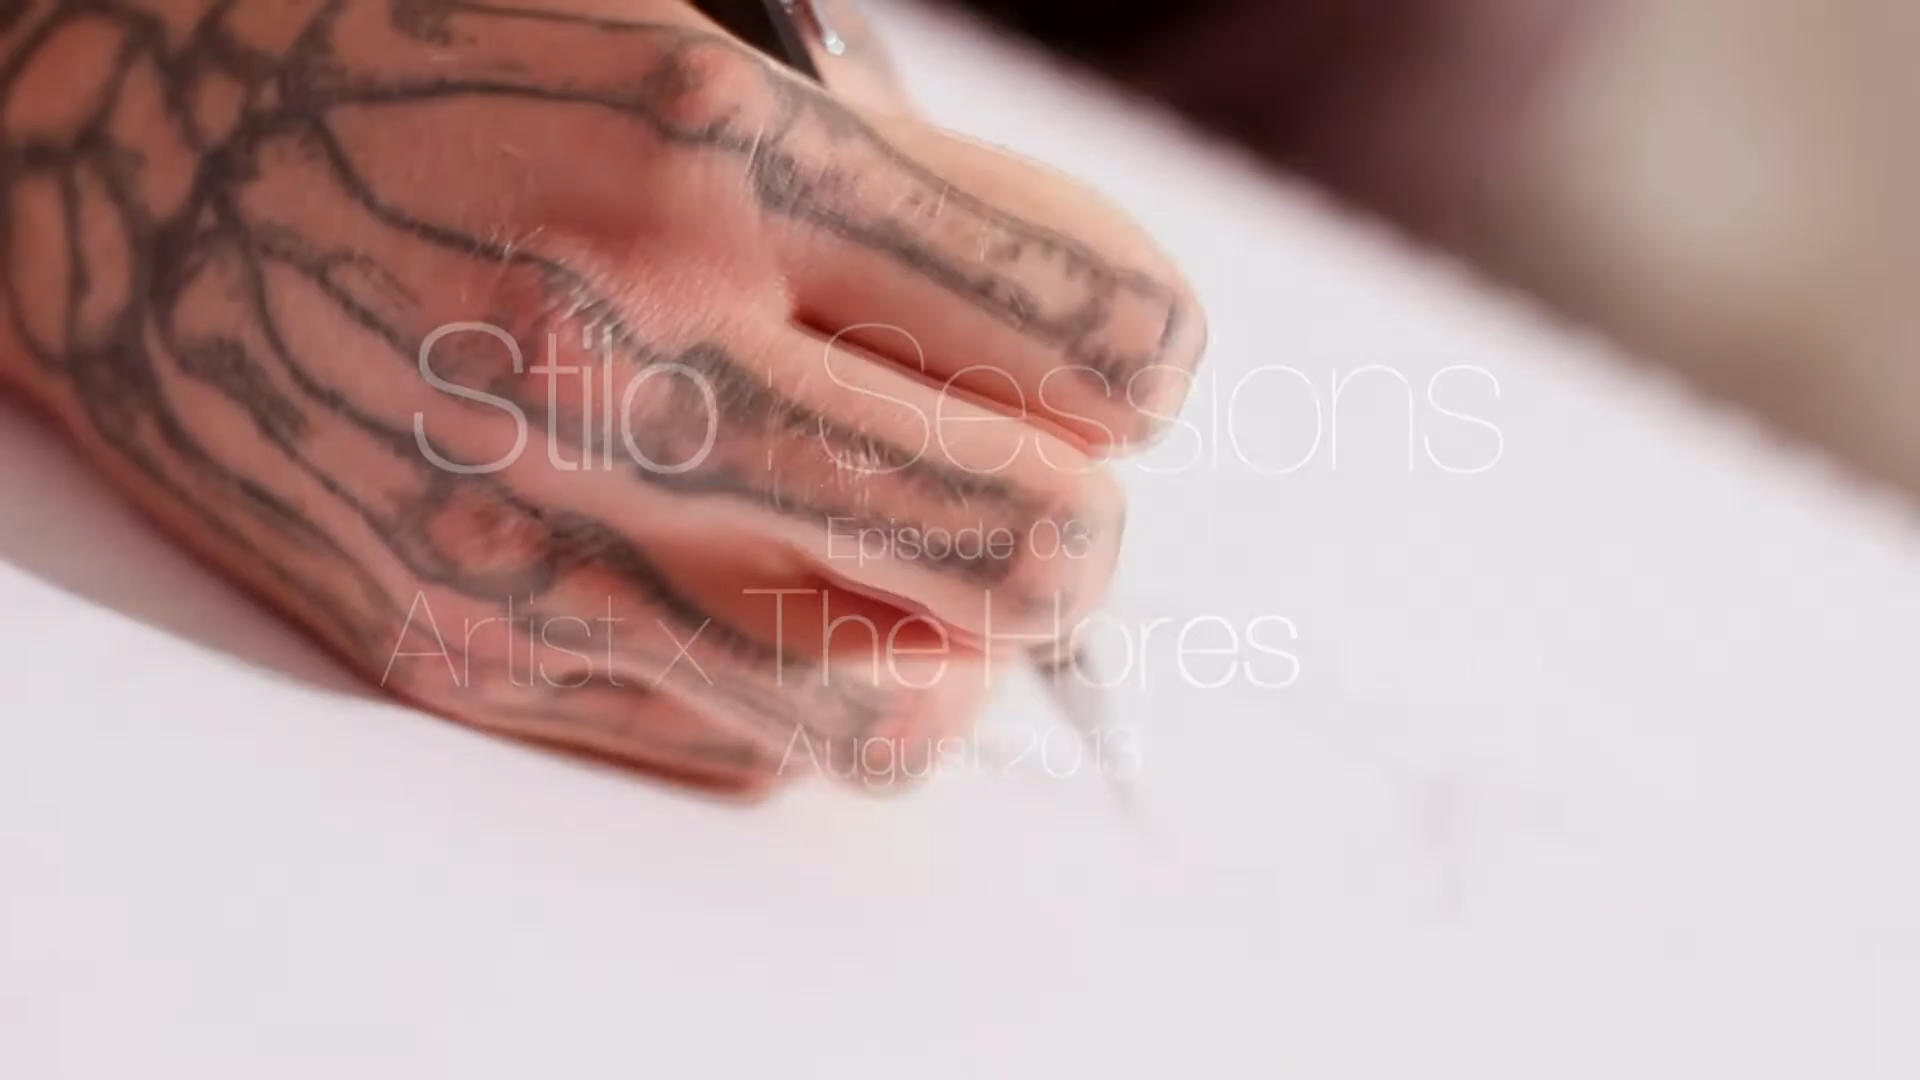 Stilo | Sessions
Episode 03
Artist x The Hores
August 2013